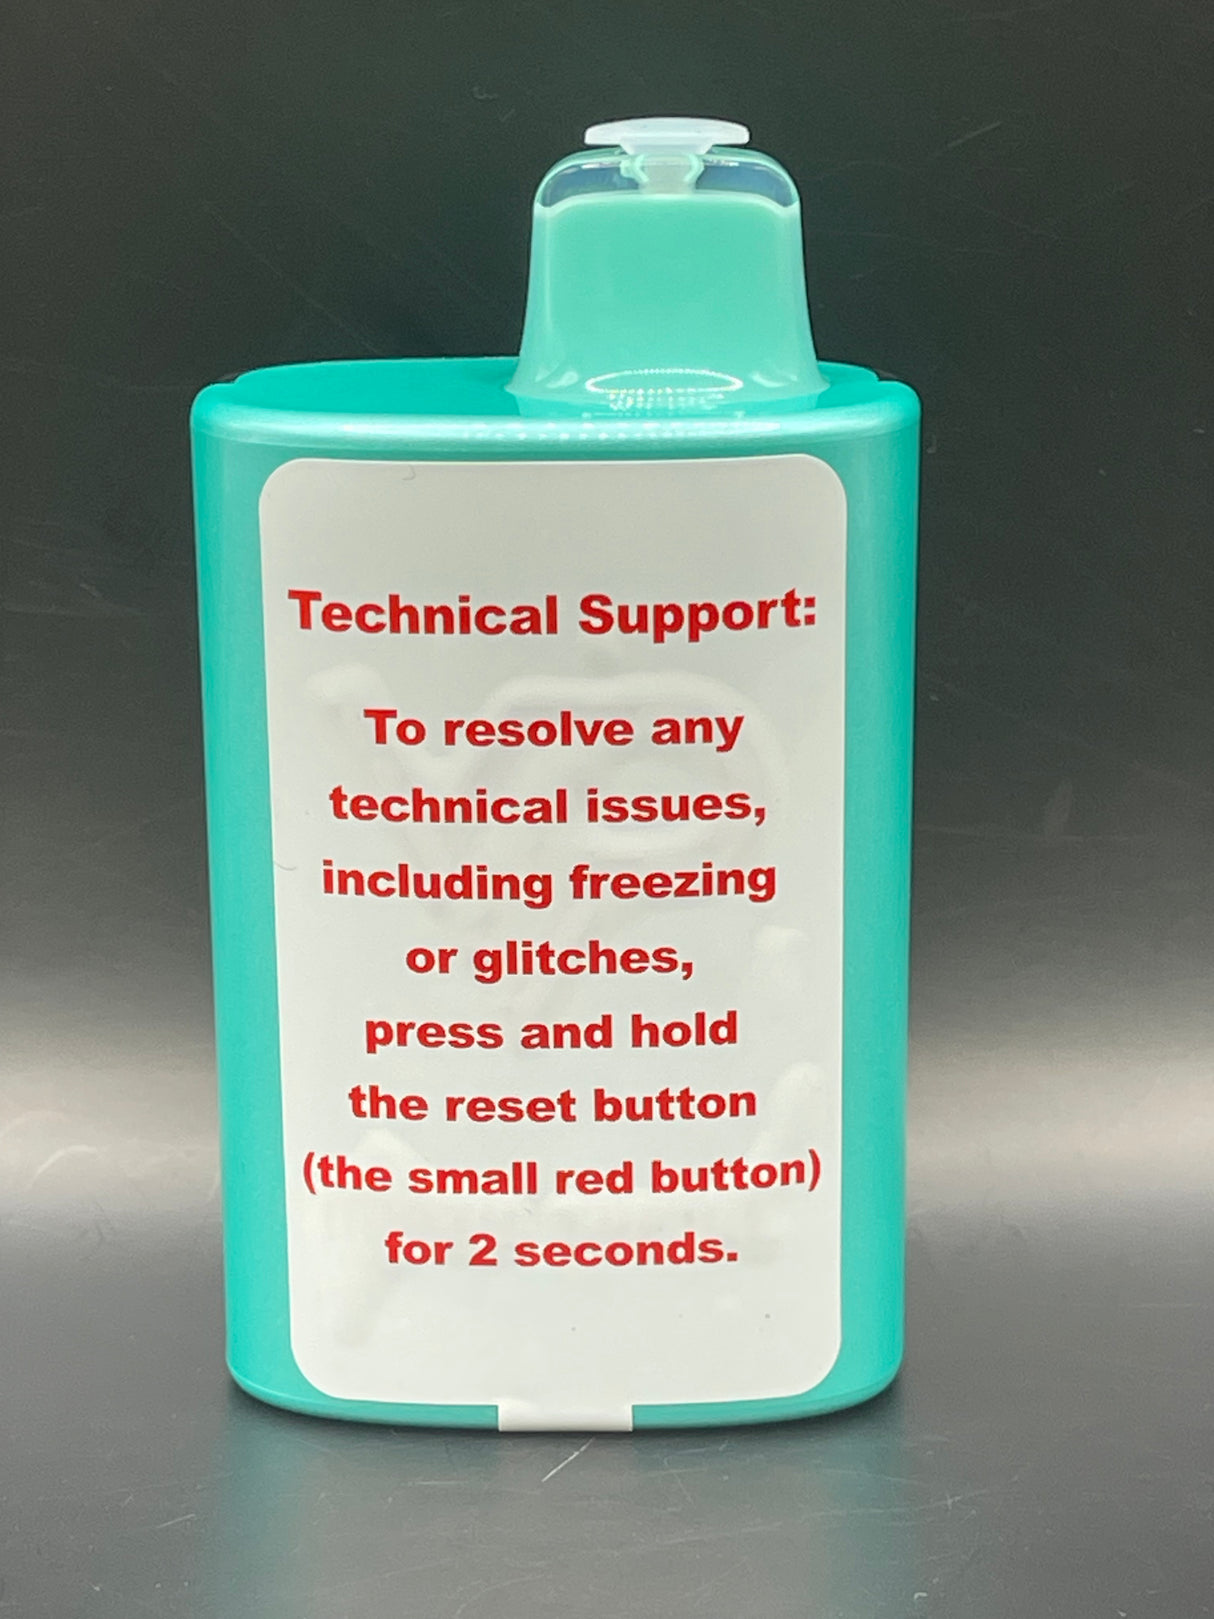 Technical Support:
To resolve any
technical issues,
including freezing
or glitches,
press and hold
the reset button
(the small red button)
for 2 seconds.